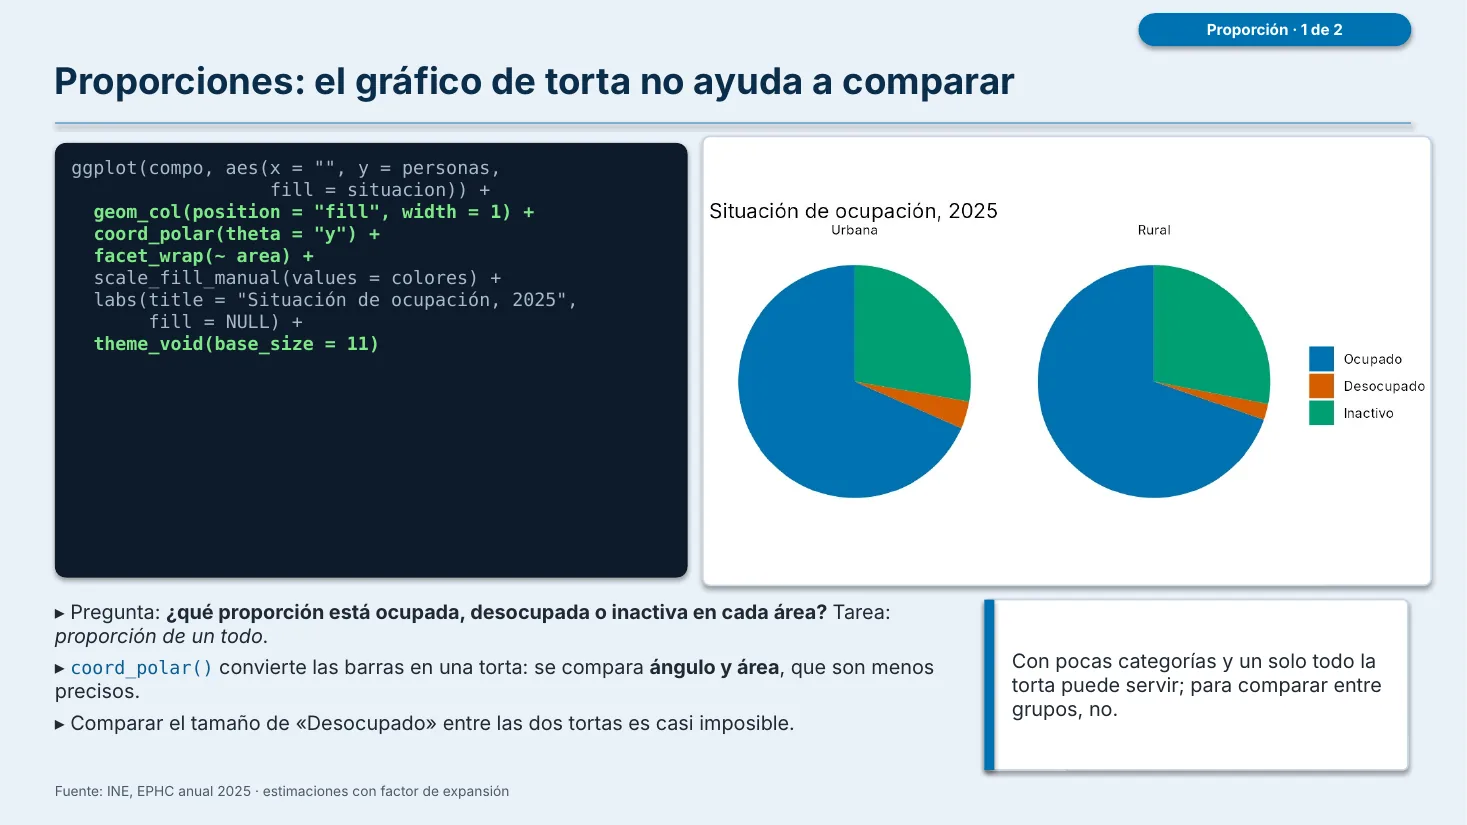 Proporción · 1 de 2
Proporciones: el gráfico de torta no ayuda a comparar
ggplot(compo, aes(x = "", y = personas,
                  fill = situacion)) +
  geom_col(position = "fill", width = 1) +
  coord_polar(theta = "y") +
  facet_wrap(~ area) +
  scale_fill_manual(values = colores) +
  labs(title = "Situación de ocupación, 2025",
       fill = NULL) +
  theme_void(base_size = 11)
Situación de ocupación, 2025
Urbana
Rural
Ocupado
Desocupado
Inactivo
▸ Pregunta: ¿qué proporción está ocupada, desocupada o inactiva en cada área? Tarea:
proporción de un todo.
▸ coord_polar() convierte las barras en una torta: se compara ángulo y área, que son menos
precisos.
▸ Comparar el tamaño de «Desocupado» entre las dos tortas es casi imposible.
Con pocas categorías y un solo todo la
torta puede servir; para comparar entre
grupos, no.
Fuente: INE, EPHC anual 2025 · estimaciones con factor de expansión